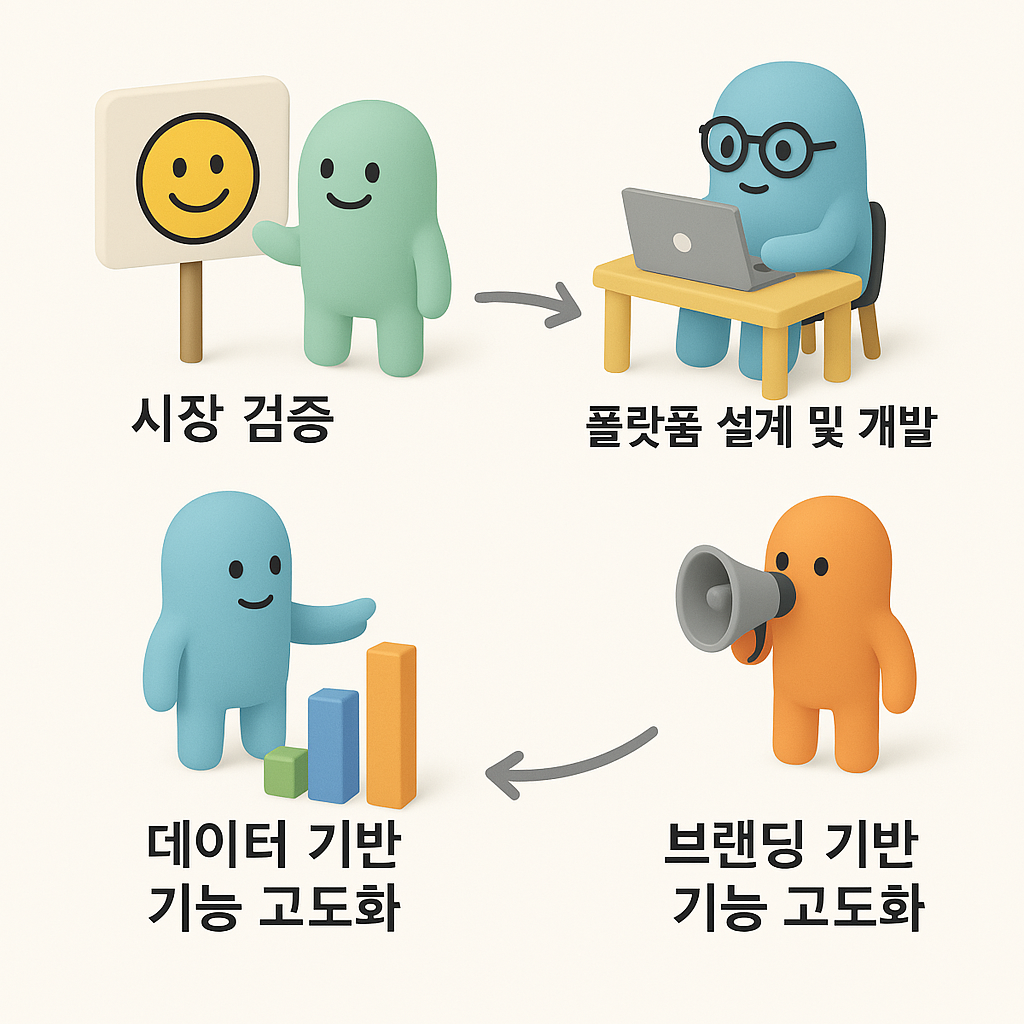 시장 검증
폴랏폼 설계 및 개발
데이터 기반
기능 고도화
브랜딩 기반
기능 고도화